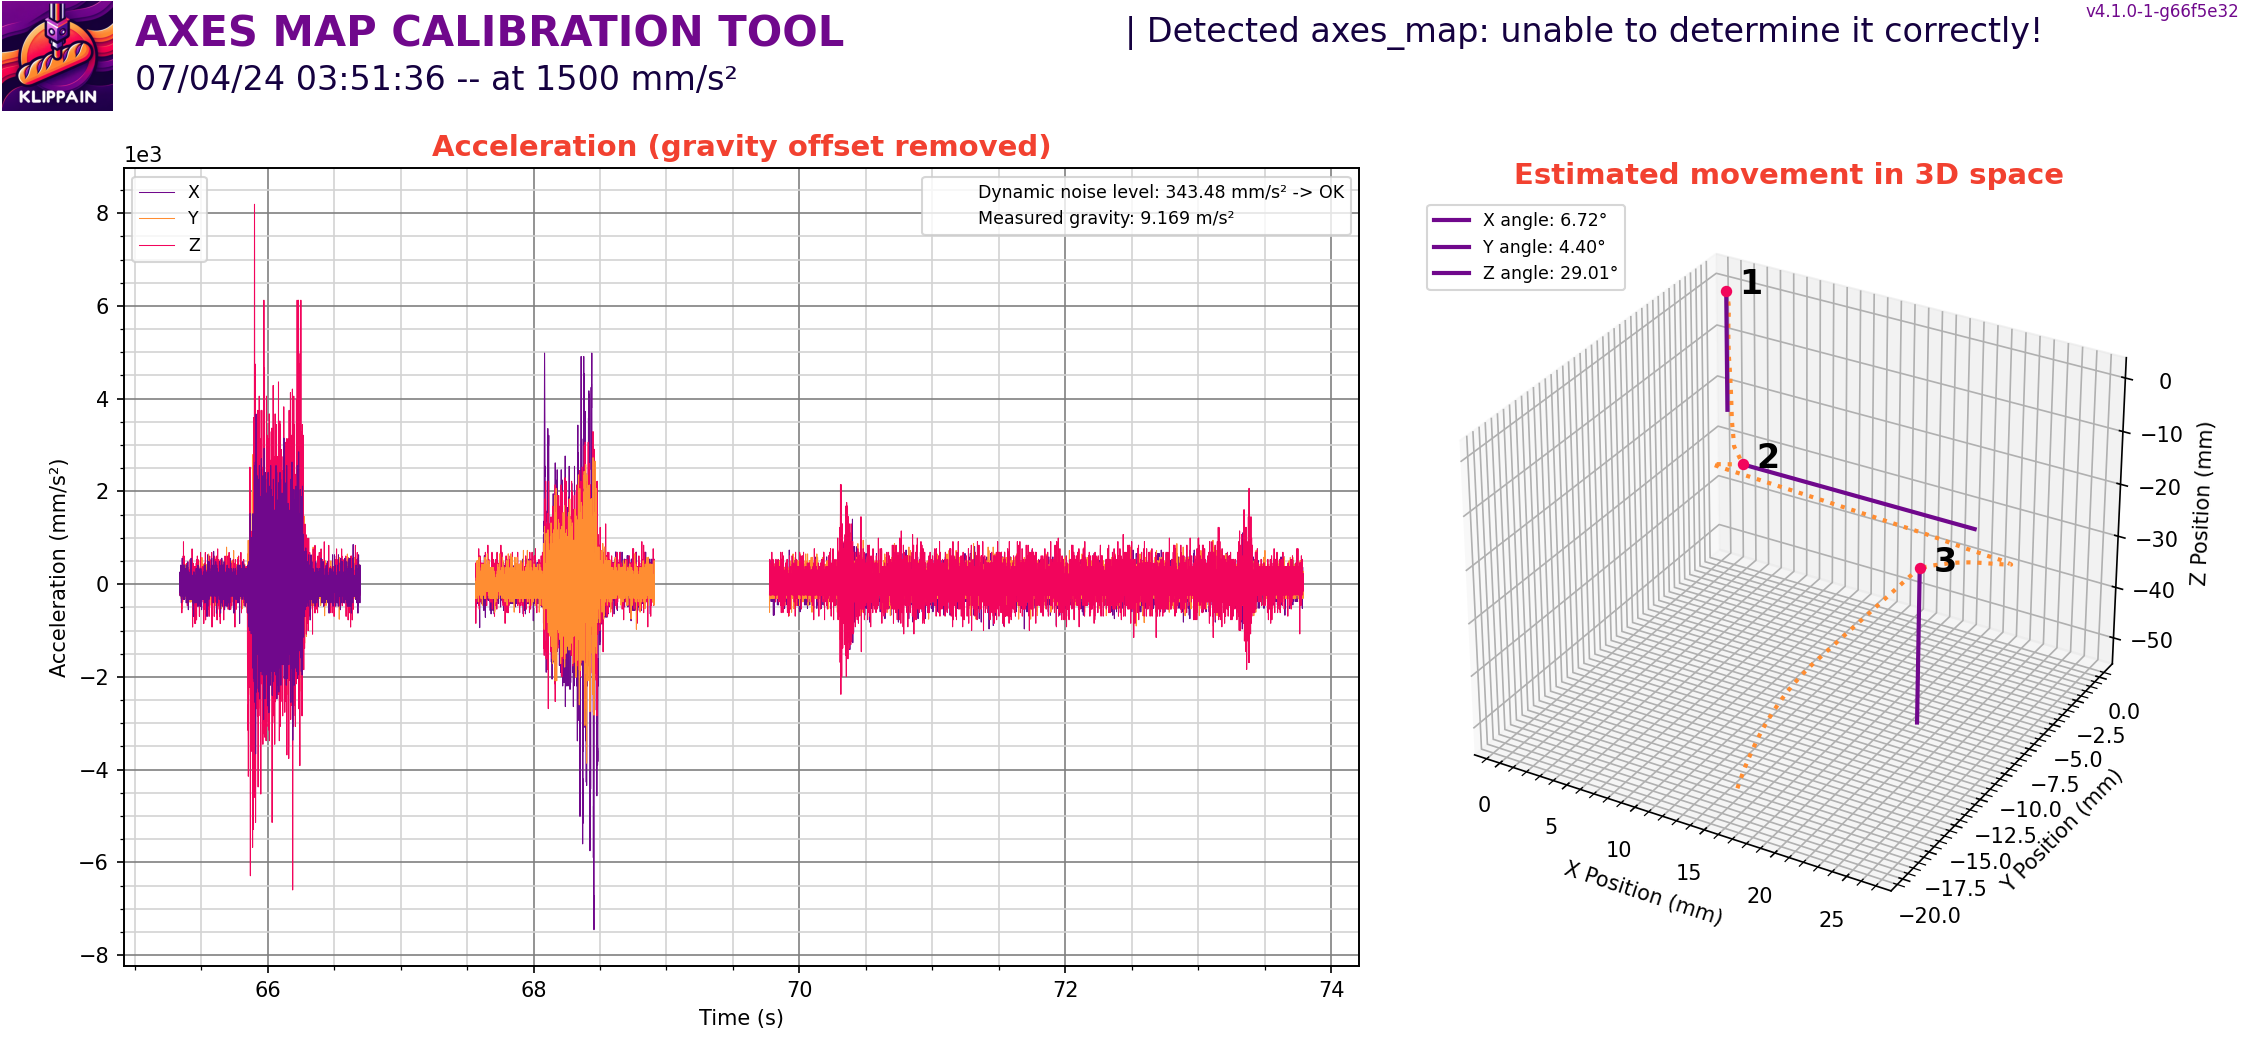 KLIPPAIN
AXES MAP CALIBRATION TOOL
07/04/24 03:51:36 -- at 1500 mm/s²
| Detected axes_map: unable to determine it correctly!
v4.1.0-1-g66f5e32
Acceleration (gravity offset removed)
1e3
X
Y
Z
Dynamic noise level: 343.48 mm/s² -> OK
Measured gravity: 9.169 m/s²
8
6
4
2
0
−2
−4
−6
−8
Acceleration (mm/s²)
66
68
70
72
74
Time (s)
Estimated movement in 3D space
X angle: 6.72°
Y angle: 4.40°
Z angle: 29.01°
1
2
3
0
−10
−20
−30
−40
−50
Z Position (mm)
0.0
−2.5
−5.0
−7.5
−10.0
−12.5
−15.0
−17.5
−20.0
Y Position (mm)
0
5
10
15
20
25
X Position (mm)